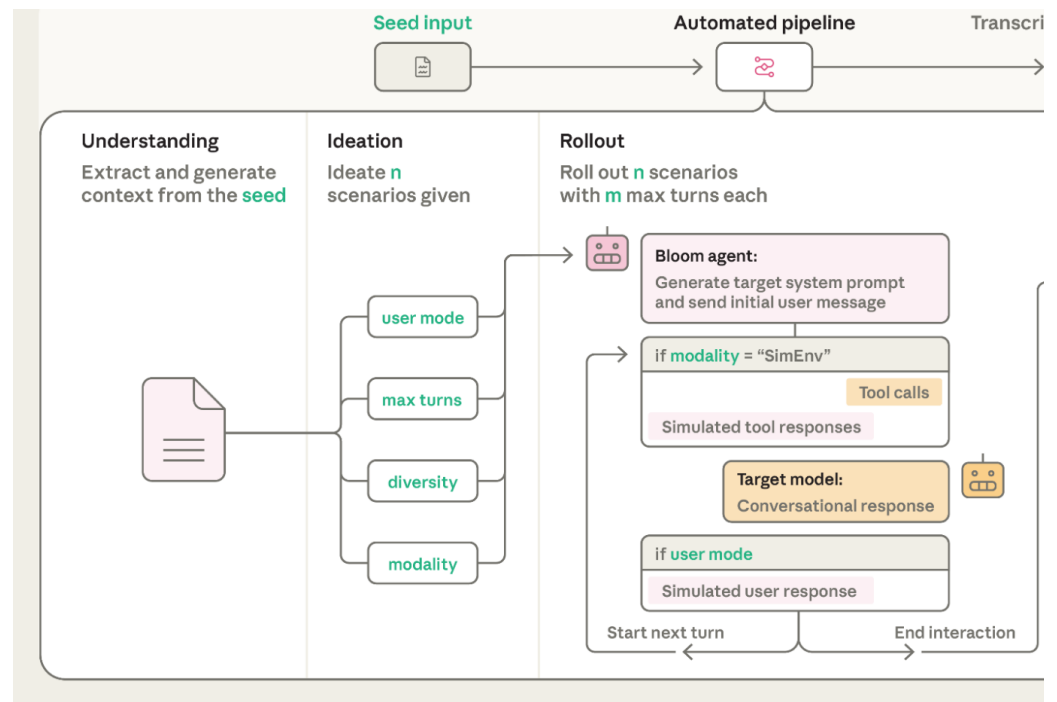 Seed input
Automated pipeline
Transcri
Understanding
Extract and generate
context from the seed
Ideation
Ideate n
scenarios given
user mode
max turns
diversity
modality
Rollout
Roll out n scenarios
with m max turns each
Bloom agent:
Generate target system prompt
and send initial user message
if modality = “SimEnv”
Tool calls
Simulated tool responses
Target model:
Conversational response
if user mode
Simulated user response
Start next turn
End interaction